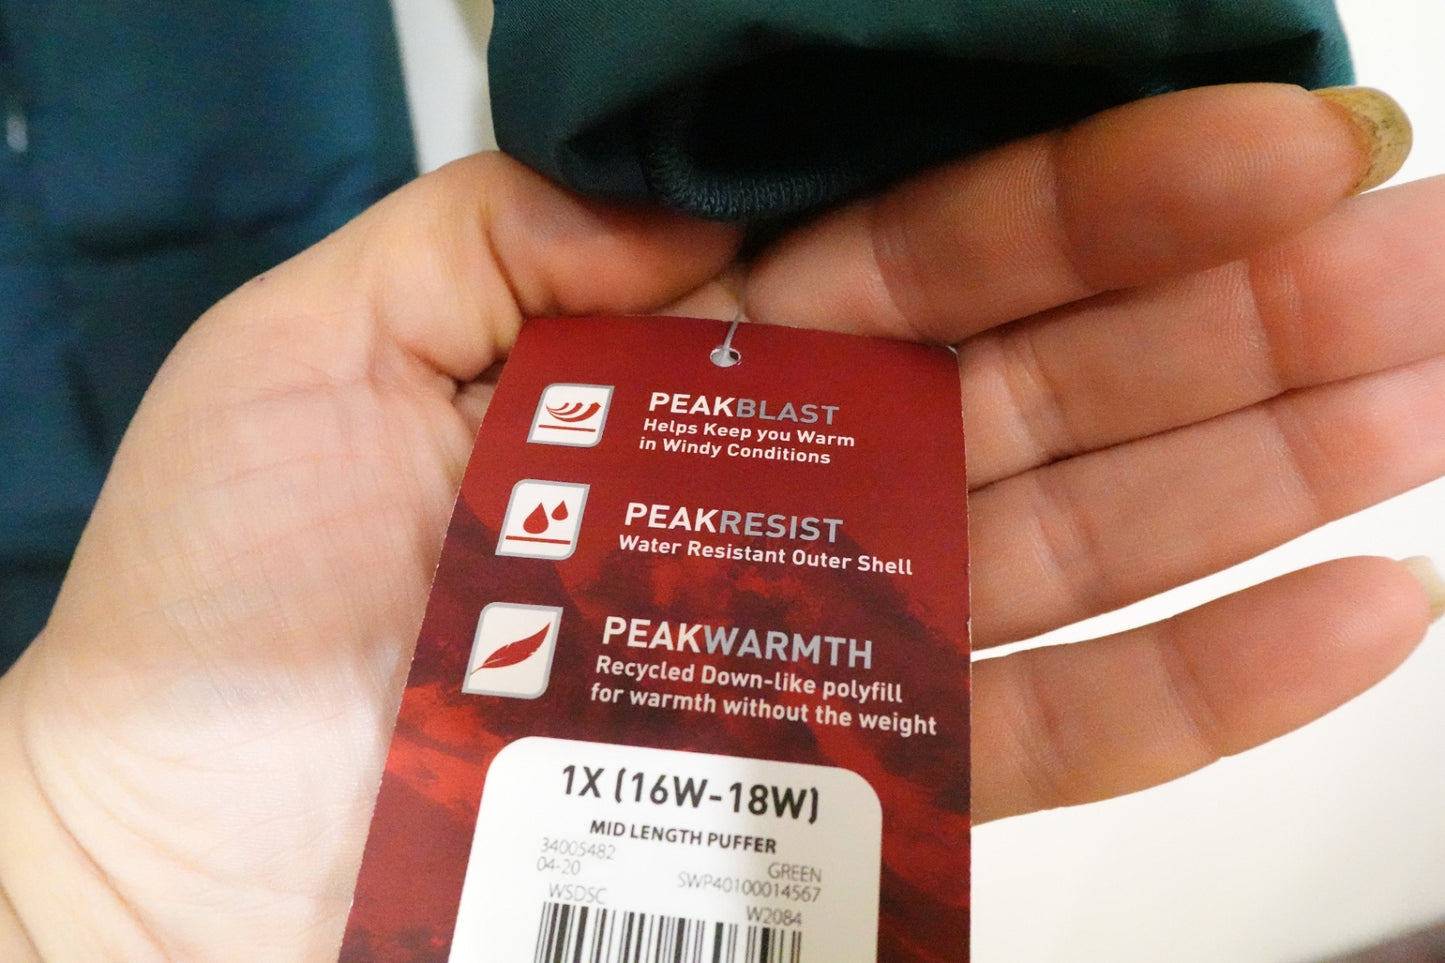 PEAKBLAST
Helps Keep you Warm
in Windy Conditions
PEAKRESIST
Water Resistant Outer Shell
PEAKWARMTH
Recycled Down-like polyfill
for warmth without the weight
1X (16W-18W)
MID LENGTH PUFFER
34005482 GREEN
04-20 SWP40100014567
WSDSC W2084